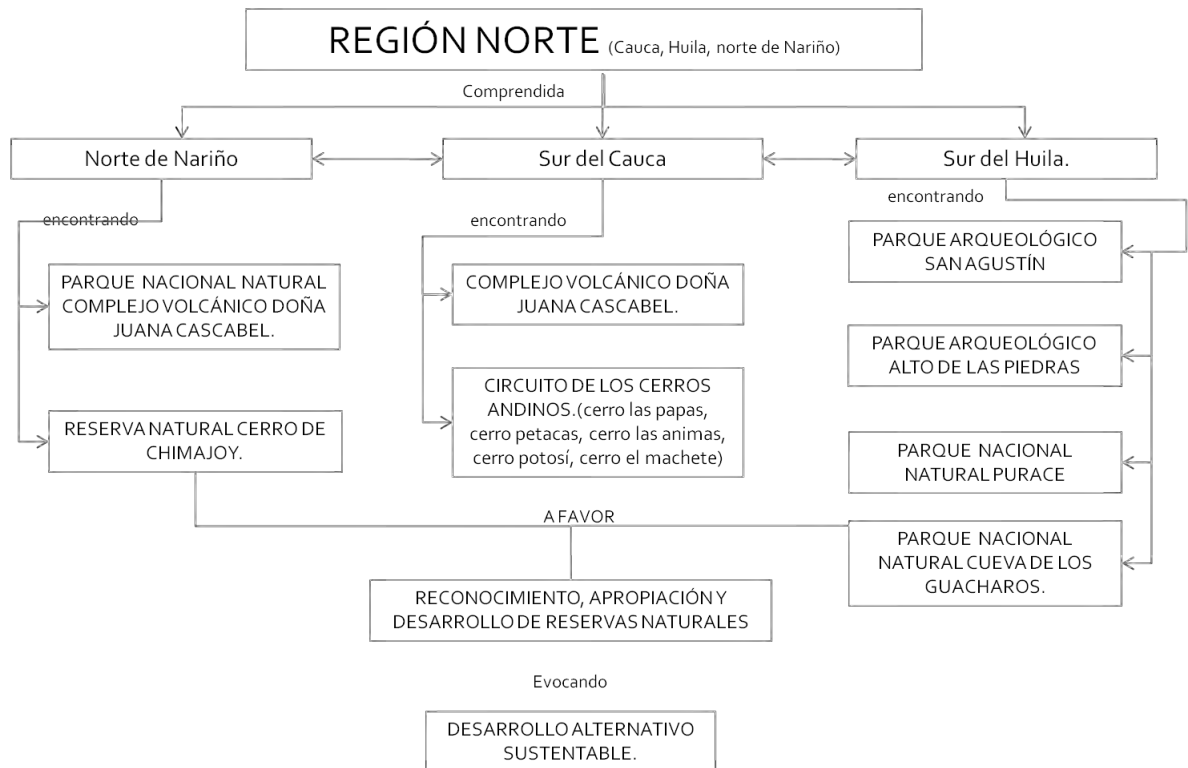 REGIÓN NORTE (Cauca, Huila, norte de Nariño)
Comprendida
Norte de Nariño
Sur del Cauca
Sur del Huila.
encontrando
encontrando
encontrando
PARQUE NACIONAL NATURAL
COMPLEJO VOLCÁNICO DOÑA
JUANA CASCABEL.
RESERVA NATURAL CERRO DE
CHIMAJOY.
COMPLEJO VOLCÁNICO DOÑA
JUANA CASCABEL.
CIRCUITO DE LOS CERROS
ANDINOS.(cerro las papas,
cerro petacas, cerro las animas,
cerro potosí, cerro el machete)
PARQUE ARQUEOLÓGICO
SAN AGUSTÍN
PARQUE ARQUEOLÓGICO
ALTO DE LAS PIEDRAS
PARQUE NACIONAL
NATURAL PURACE
PARQUE NACIONAL
NATURAL CUEVA DE LOS
GUACHAROS.
A FAVOR
RECONOCIMIENTO, APROPIACIÓN Y
DESARROLLO DE RESERVAS NATURALES
Evocando
DESARROLLO ALTERNATIVO
SUSTENTABLE.